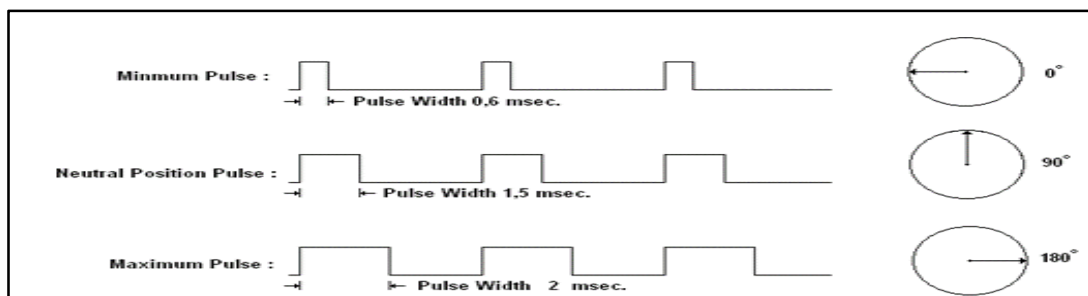 Minmum Pulse :
0°
Pulse Width 0,6 msec.
Neutral Position Pulse :
90°
Pulse Width 1,5 msec.
Maximum Pulse :
180°
Pulse Width 2 msec.